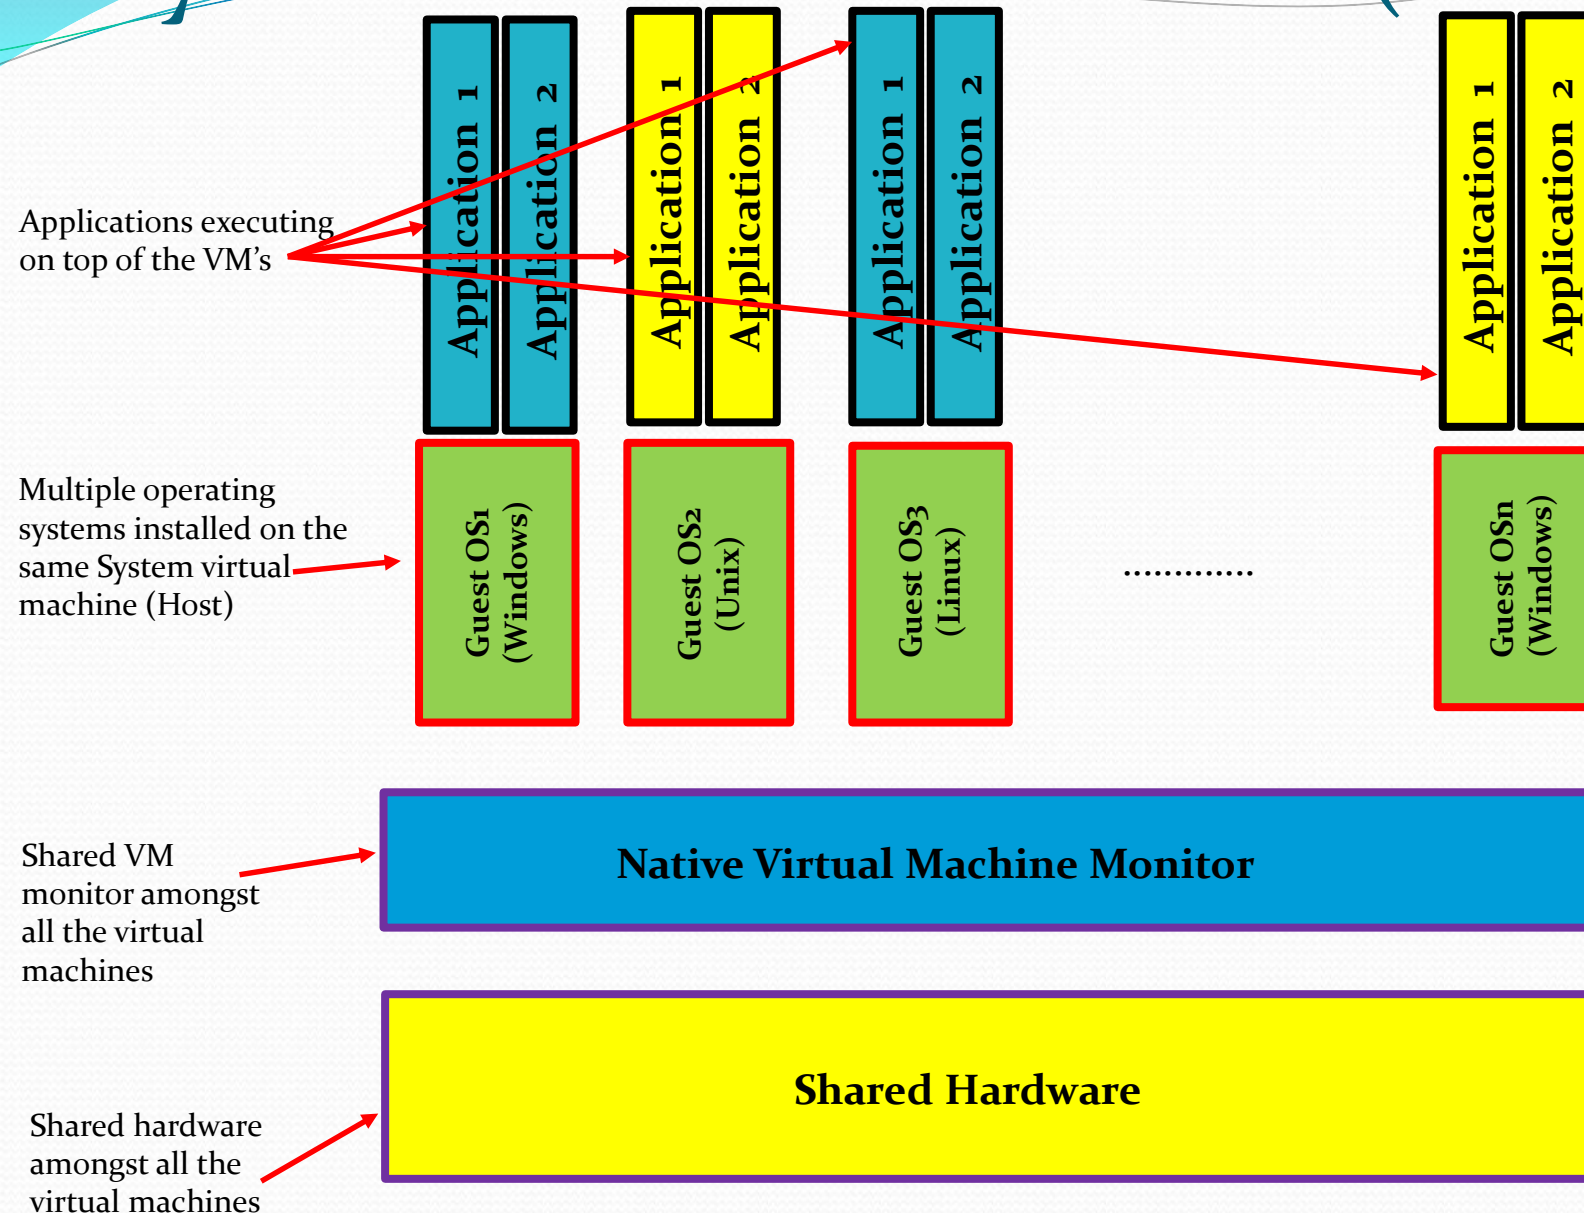 Application 1
Application 2
Application 1
Application 2
Application 1
Application 2
Application 1
Application 2
Applications executing
on top of the VM’s
Multiple operating
systems installed on the
same System virtual
machine (Host)
Guest OS1
(Windows)
Guest OS2
(Unix)
Guest OS3
(Linux)
.............
Guest OSn
(Windows)
Shared VM
monitor amongst
all the virtual
machines
Native Virtual Machine Monitor
Shared Hardware
Shared hardware
amongst all the
virtual machines